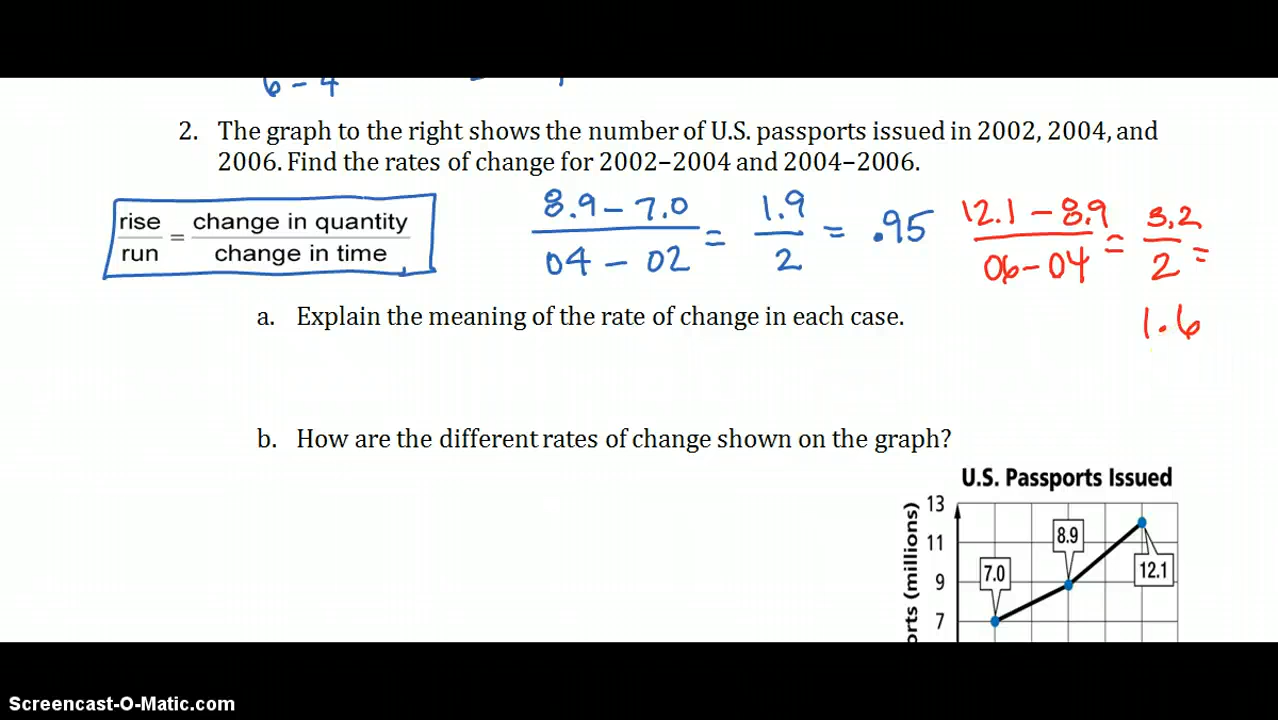 6 - 4
2. The graph to the right shows the number of U.S. passports issued in 2002, 2004, and
2006. Find the rates of change for 2002–2004 and 2004–2006.
rise/run = change in quantity/change in time
8.9 - 7.0 / 04 - 02 = 1.9 / 2 = .95
12.1 - 8.9 / 06 - 04 = 3.2 / 2 =
1.6
a. Explain the meaning of the rate of change in each case.
b. How are the different rates of change shown on the graph?
U.S. Passports Issued
13
11
9
7
(millions)
7.0
8.9
12.1
Screencast-O-Matic.com